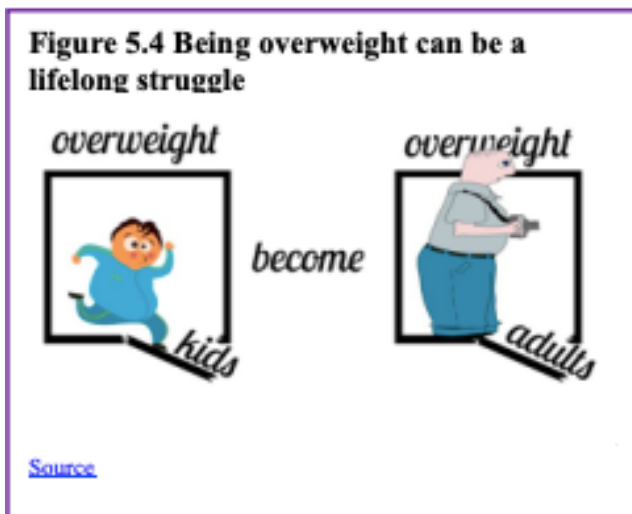 Figure 5.4 Being overweight can be a
lifelong struggle
overweight
kids
become
overweight
adults
Source